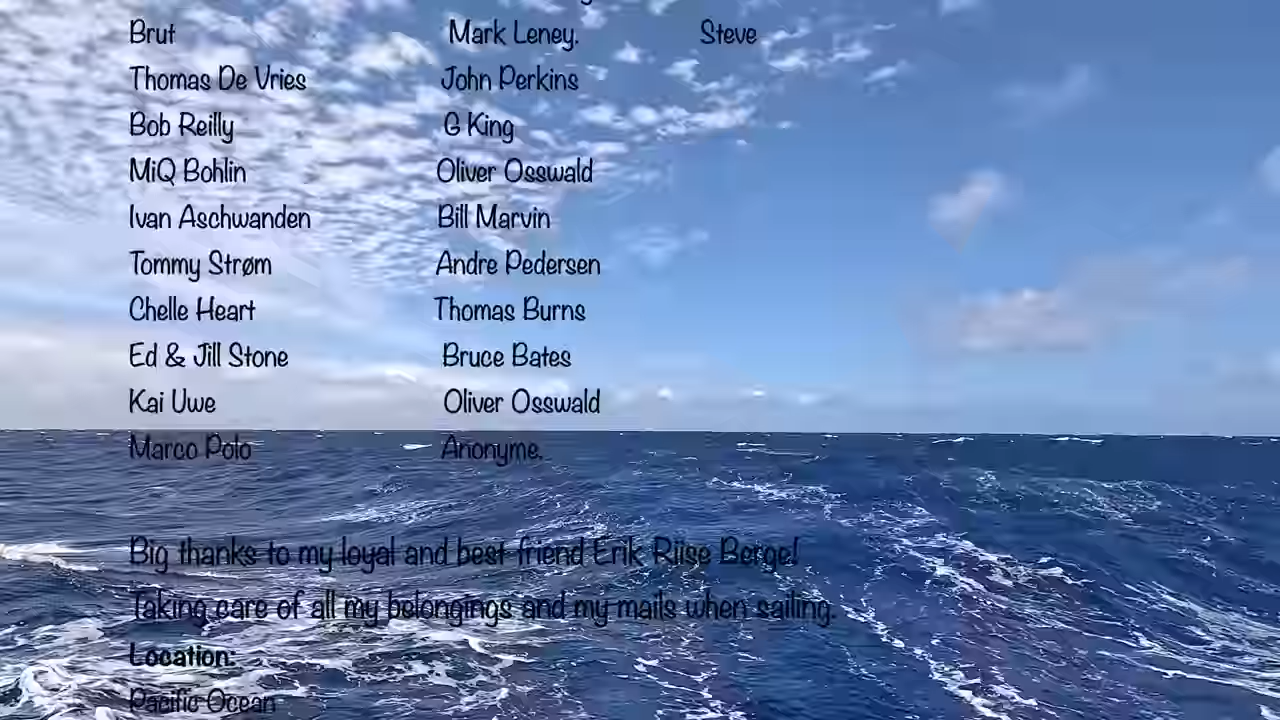 Brut Mark Leney. Steve
Thomas De Vries John Perkins
Bob Reilly G King
MiQ Bohlin Oliver Osswald
Ivan Aschwanden Bill Marvin
Tommy Strøm Andre Pedersen
Chelle Heart Thomas Burns
Ed & Jill Stone Bruce Bates
Kai Uwe Oliver Osswald
Marco Polo Anonyme.
Big thanks to my loyal and best friend Erik Riise Berge!
Taking care of all my belongings and my mails when sailing.
Location:
Pacific Ocean